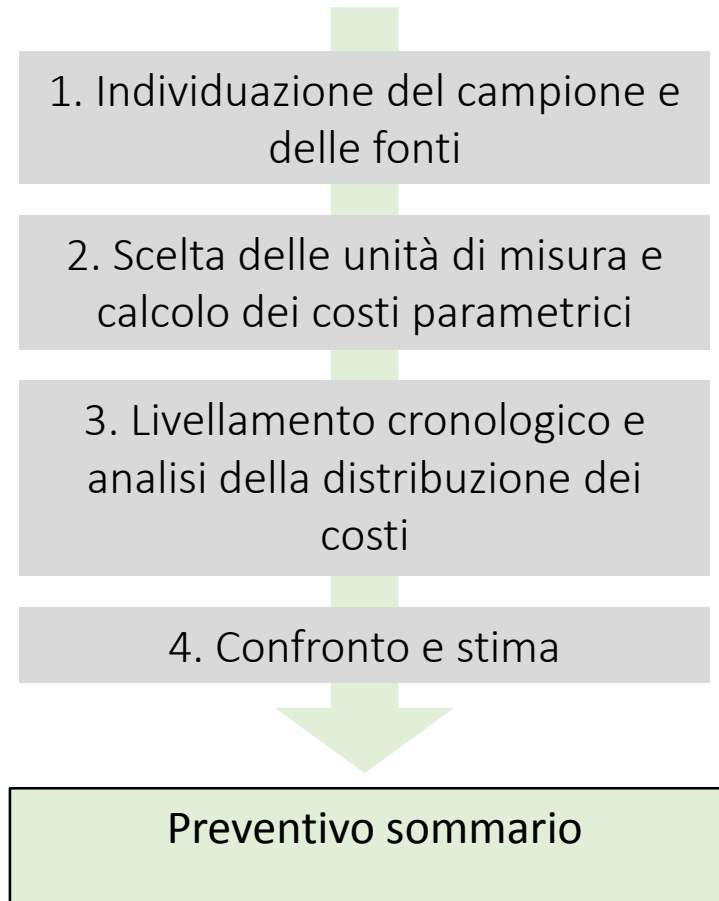 1. Individuazione del campione e
delle fonti
2. Scelta delle unità di misura e
calcolo dei costi parametrici
3. Livellamento cronologico e
analisi della distribuzione dei
costi
4. Confronto e stima
Preventivo sommario